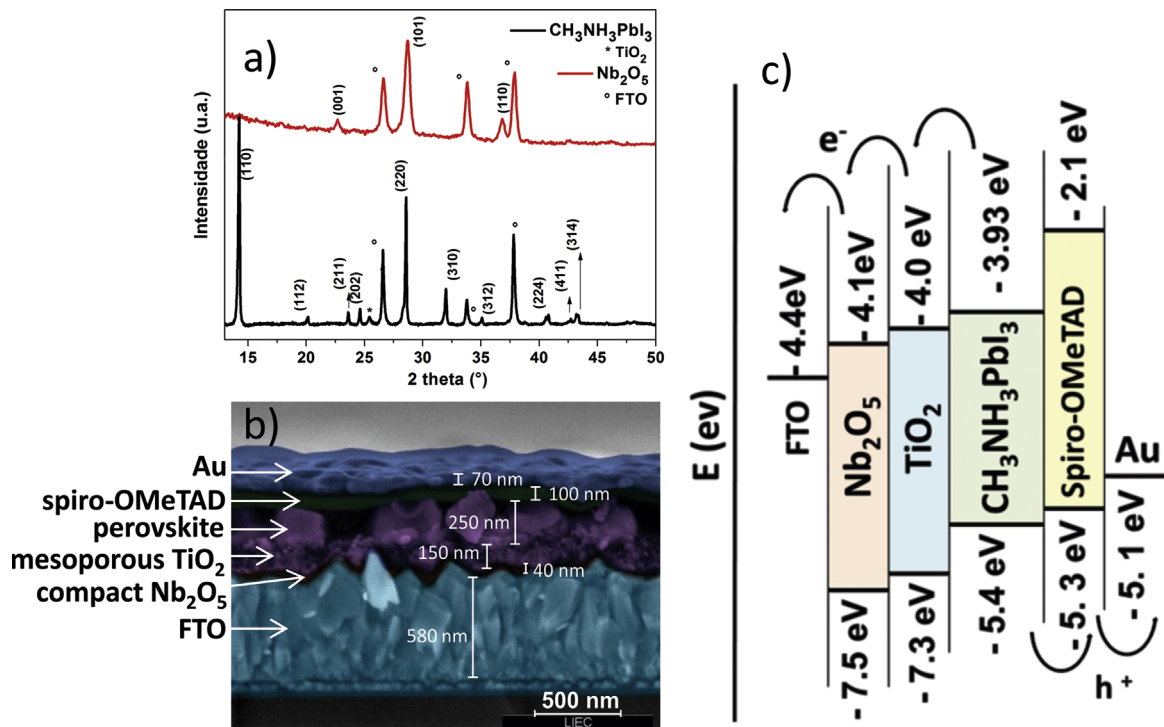 a)
CH₃NH₃PbI₃
* TiO₂
Nb₂O₅
° FTO
Intensidade (u.a.)
(001)
°
(101)
°
(110)
°
(110)
(112)
(211)
(202)
*
°
(220)
(310)
°
(312)
°
(224)
(411)
(314)
15 20 25 30 35 40 45 50
2 theta (°)
b)
Au
spiro-OMeTAD
perovskite
mesoporous TiO₂
compact Nb₂O₅
FTO
70 nm
100 nm
250 nm
150 nm
40 nm
580 nm
500 nm
LIEC
c)
E (ev)
e⁻
- 4.4eV
- 4.1eV
- 4.0 eV
- 3.93 eV
- 2.1 eV
FTO
Nb₂O₅
TiO₂
CH₃NH₃PbI₃
Spiro-OMeTAD
Au
- 7.5 eV
- 7.3 eV
- 5.4 eV
- 5.3 eV
- 5.1 eV
h⁺